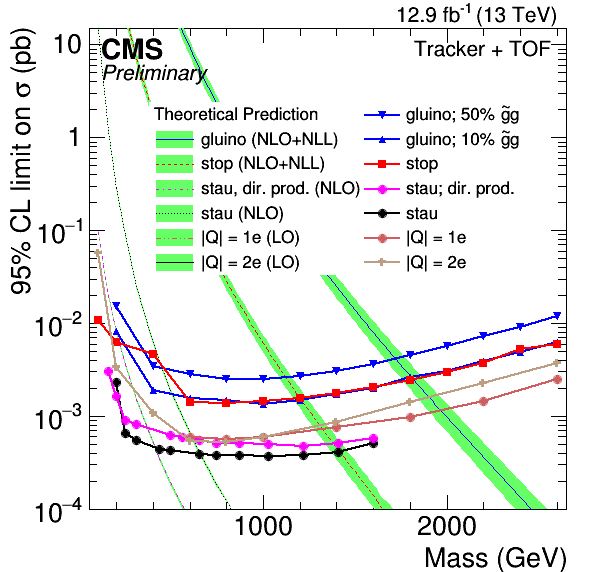 12.9 fb⁻¹ (13 TeV)
CMS
Preliminary
Tracker + TOF
95% CL limit on σ (pb)
10
1
10⁻¹
10⁻²
10⁻³
10⁻⁴
Theoretical Prediction
gluino (NLO+NLL)
stop (NLO+NLL)
stau, dir. prod. (NLO)
stau (NLO)
|Q| = 1e (LO)
|Q| = 2e (LO)
gluino; 50% g̃g
gluino; 10% g̃g
stop
stau; dir. prod.
stau
|Q| = 1e
|Q| = 2e
1000
2000
Mass (GeV)